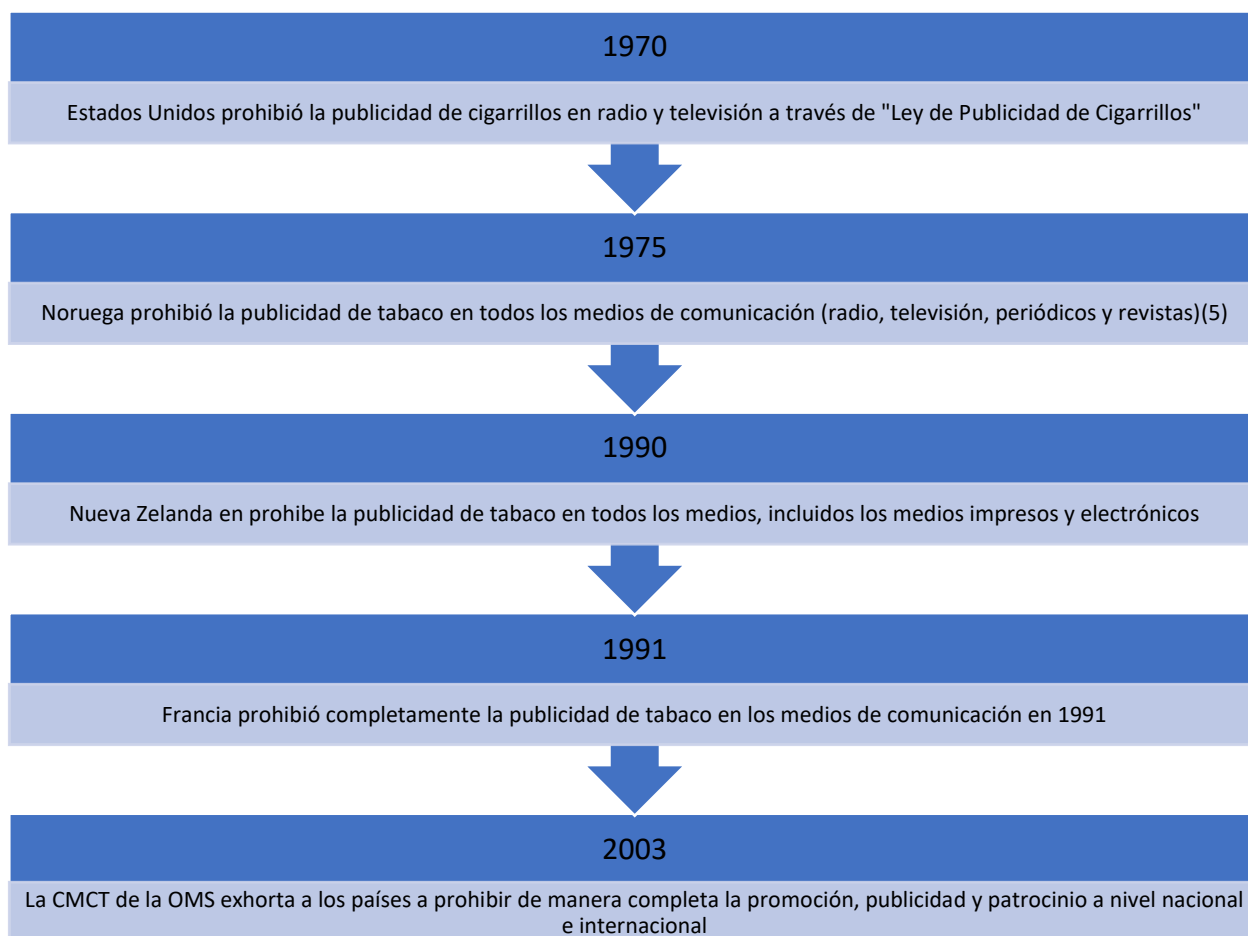 1970
Estados Unidos prohibió la publicidad de cigarrillos en radio y televisión a través de "Ley de Publicidad de Cigarrillos"
1975
Noruega prohibió la publicidad de tabaco en todos los medios de comunicación (radio, televisión, periódicos y revistas)(5)
1990
Nueva Zelanda en prohibe la publicidad de tabaco en todos los medios, incluidos los medios impresos y electrónicos
1991
Francia prohibió completamente la publicidad de tabaco en los medios de comunicación en 1991
2003
La CMCT de la OMS exhorta a los países a prohibir de manera completa la promoción, publicidad y patrocinio a nivel nacional
e internacional